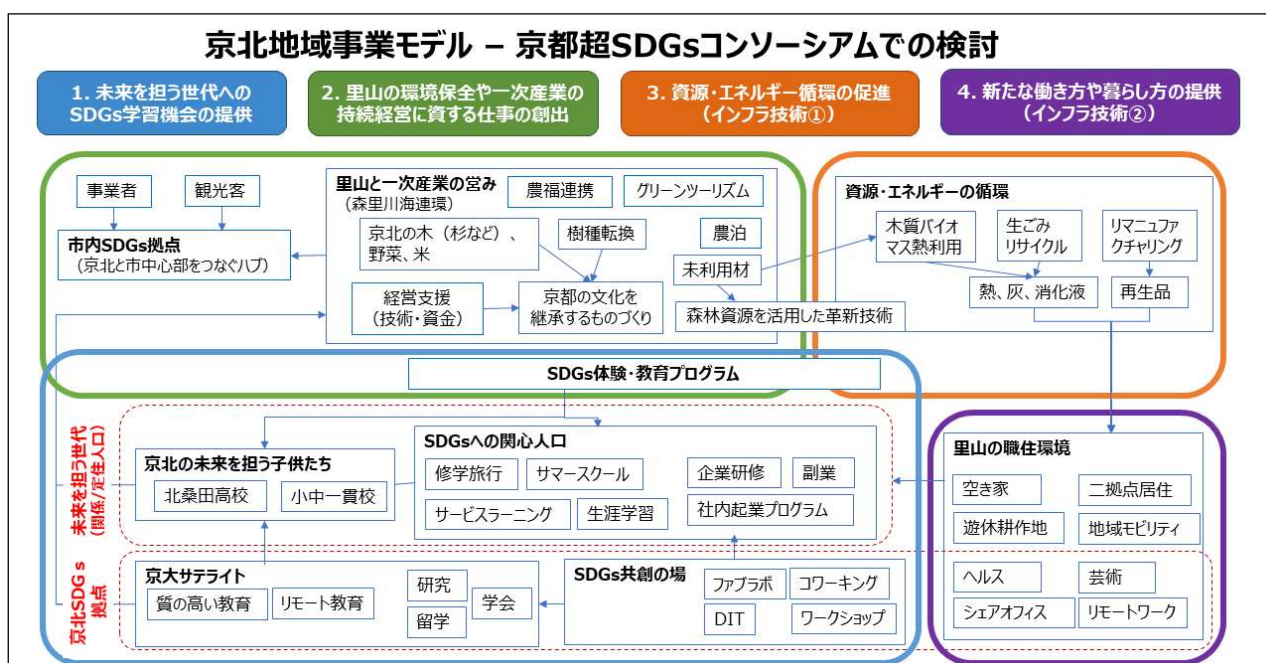 京北地域事業モデル – 京都超SDGsコンソーシアムでの検討
1. 未来を担う世代への
SDGs学習機会の提供
2. 里山の環境保全や一次産業の
持続経営に資する仕事の創出
3. 資源・エネルギー循環の促進
(インフラ技術①)
4. 新たな働き方や暮らし方の提供
(インフラ技術②)
事業者
観光客
市内SDGs拠点
(京北と市中心部をつなぐハブ)
里山と一次産業の営み
(森里川海連環)
農福連携
グリーンツーリズム
京北の木（杉など）、
野菜、米
樹種転換
農泊
未利用材
経営支援
(技術・資金)
京都の文化を
継承するものづくり
森林資源を活用した革新技術
資源・エネルギーの循環
木質バイオ
マス熱利用
生ごみ
リサイクル
リマニュファ
クチャリング
熱、灰、消化液
再生品
SDGs体験・教育プログラム
未来を担う世代
(関係/定住人口)
京北の未来を担う子供たち
北桑田高校
小中一貫校
SDGsへの関心人口
修学旅行
サマースクール
企業研修
副業
サービスラーニング
生涯学習
社内起業プログラム
里山の職住環境
空き家
二拠点居住
遊休耕作地
地域モビリティ
ヘルス
芸術
シェアオフィス
リモートワーク
京北SDGs
拠点
京大サテライト
質の高い教育
リモート教育
研究
留学
学会
SDGs共創の場
ファブラボ
コワーキング
DIT
ワークショップ